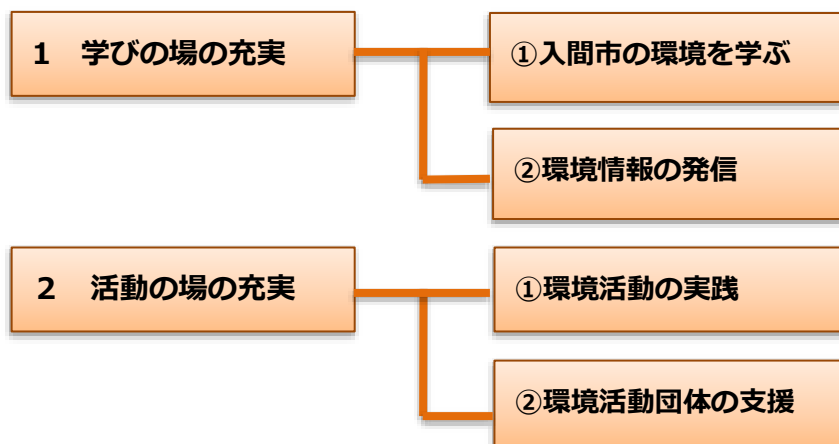 1　学びの場の充実
①入間市の環境を学ぶ
②環境情報の発信
2　活動の場の充実
①環境活動の実践
②環境活動団体の支援